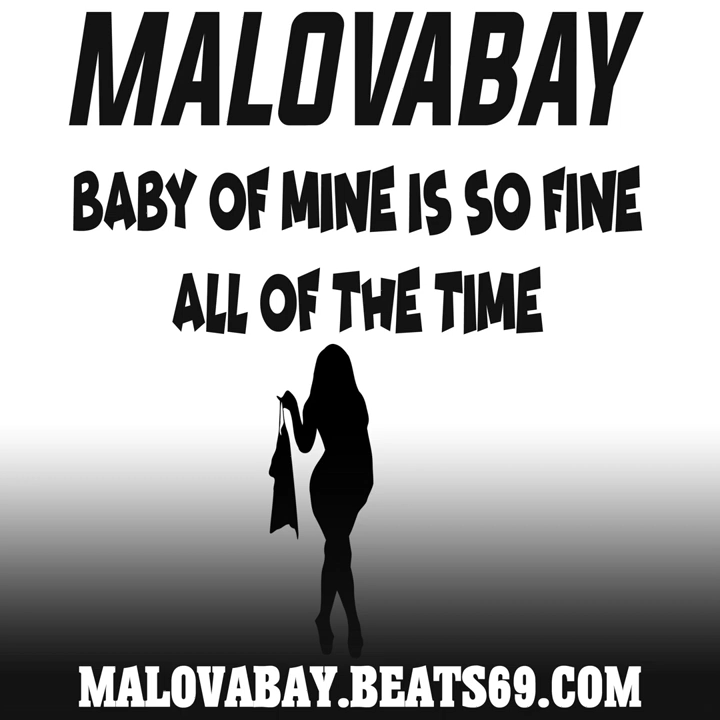 MALOVABAY
BABY OF MINE IS SO FINE
ALL OF THE TIME
MALOVABAY.BEATS69.COM